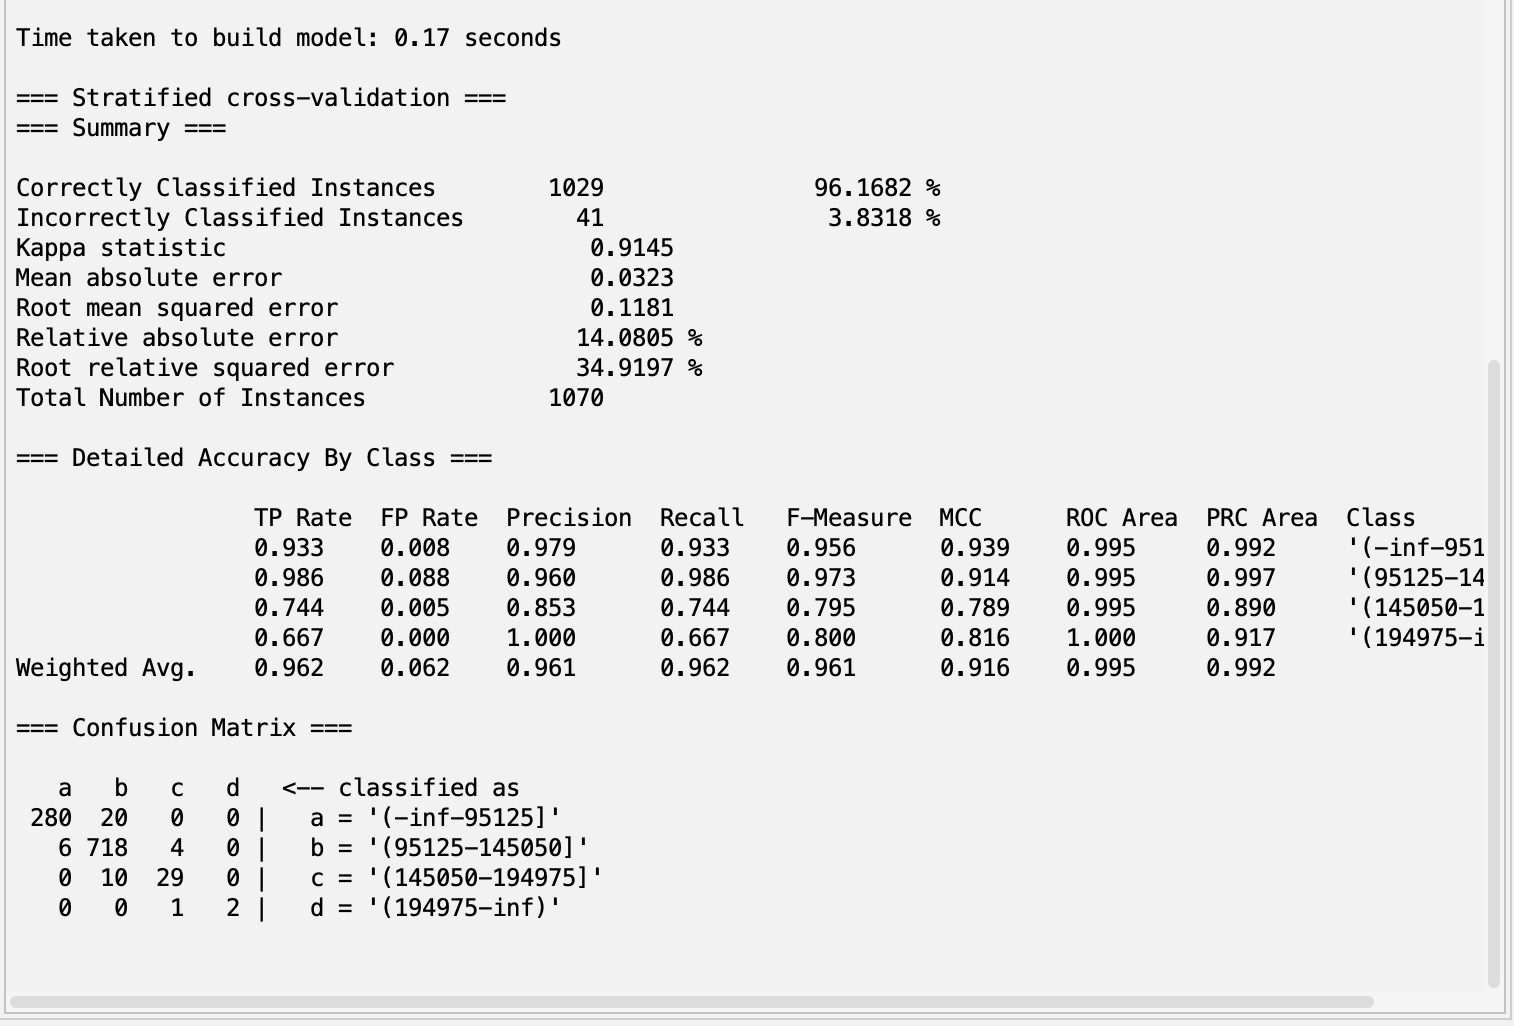 Time taken to build model: 0.17 seconds
=== Stratified cross-validation ===
=== Summary ===
Correctly Classified Instances 1029 96.1682 %
Incorrectly Classified Instances 41 3.8318 %
Kappa statistic 0.9145
Mean absolute error 0.0323
Root mean squared error 0.1181
Relative absolute error 14.0805 %
Root relative squared error 34.9197 %
Total Number of Instances 1070
=== Detailed Accuracy By Class ===
TP Rate FP Rate Precision Recall F-Measure MCC ROC Area PRC Area Class
0.933 0.008 0.979 0.933 0.956 0.939 0.995 0.992 '(-inf-951
0.986 0.088 0.960 0.986 0.973 0.914 0.995 0.997 '(95125-14
0.744 0.005 0.853 0.744 0.795 0.789 0.995 0.890 '(145050-1
0.667 0.000 1.000 0.667 0.800 0.816 1.000 0.917 '(194975-i
Weighted Avg. 0.962 0.062 0.961 0.962 0.961 0.916 0.995 0.992
=== Confusion Matrix ===
a b c d <-- classified as
280 20 0 0 | a = '(-inf-95125]'
6 718 4 0 | b = '(95125-145050]'
0 10 29 0 | c = '(145050-194975]'
0 0 1 2 | d = '(194975-inf)'